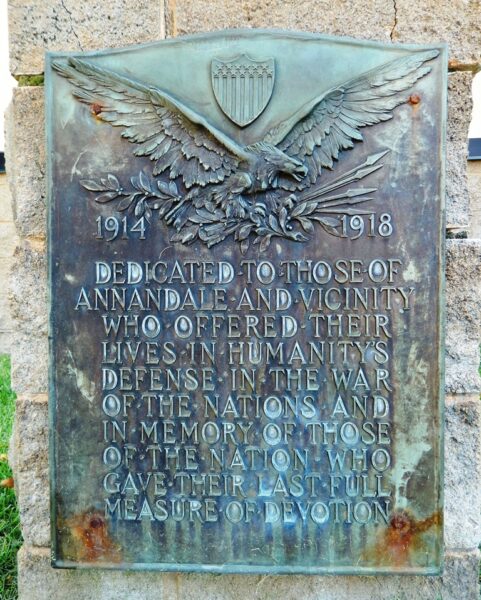 1914 1918
DEDICATED·TO·THOSE·OF
ANNANDALE·AND·VICINITY
WHO·OFFERED·THEIR
LIVES·IN·HUMANITY'S
DEFENSE·IN·THE·WAR
OF·THE·NATIONS·AND
IN·MEMORY·OF·THOSE
OF·THE·NATION·WHO
GAVE·THEIR·LAST·FULL
MEASURE·OF·DEVOTION